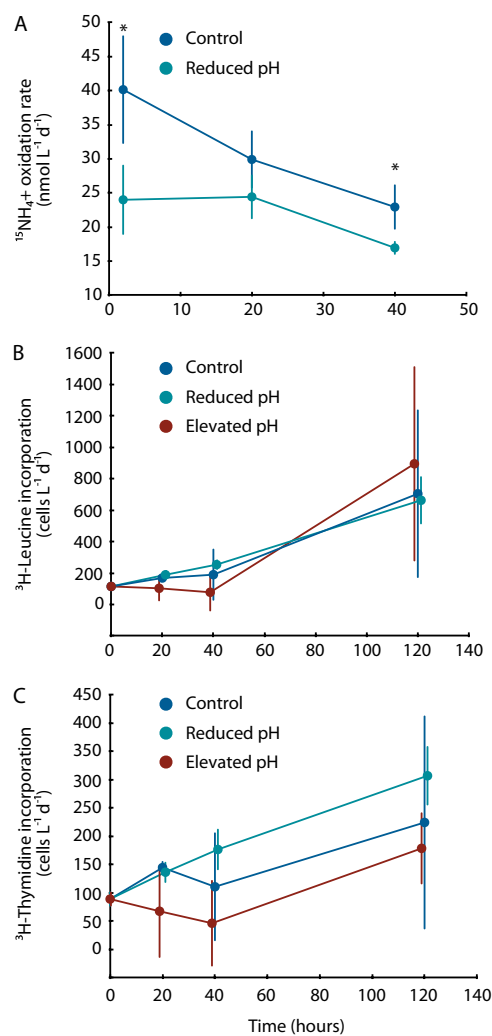 A
50
45
40
35
30
25
20
15
10
¹⁵NH₄+ oxidation rate
(nmol L⁻¹ d⁻¹)
*
*
Control
Reduced pH
0 10 20 30 40 50
B
1600
1400
1200
1000
800
600
400
200
0
³H-Leucine incorporation
(cells L⁻¹ d⁻¹)
Control
Reduced pH
Elevated pH
0 20 40 60 80 100 120 140
C
450
400
350
300
250
200
150
100
50
0
³H-Thymidine incorporation
(cells L⁻¹ d⁻¹)
Control
Reduced pH
Elevated pH
0 20 40 60 80 100 120 140
Time (hours)